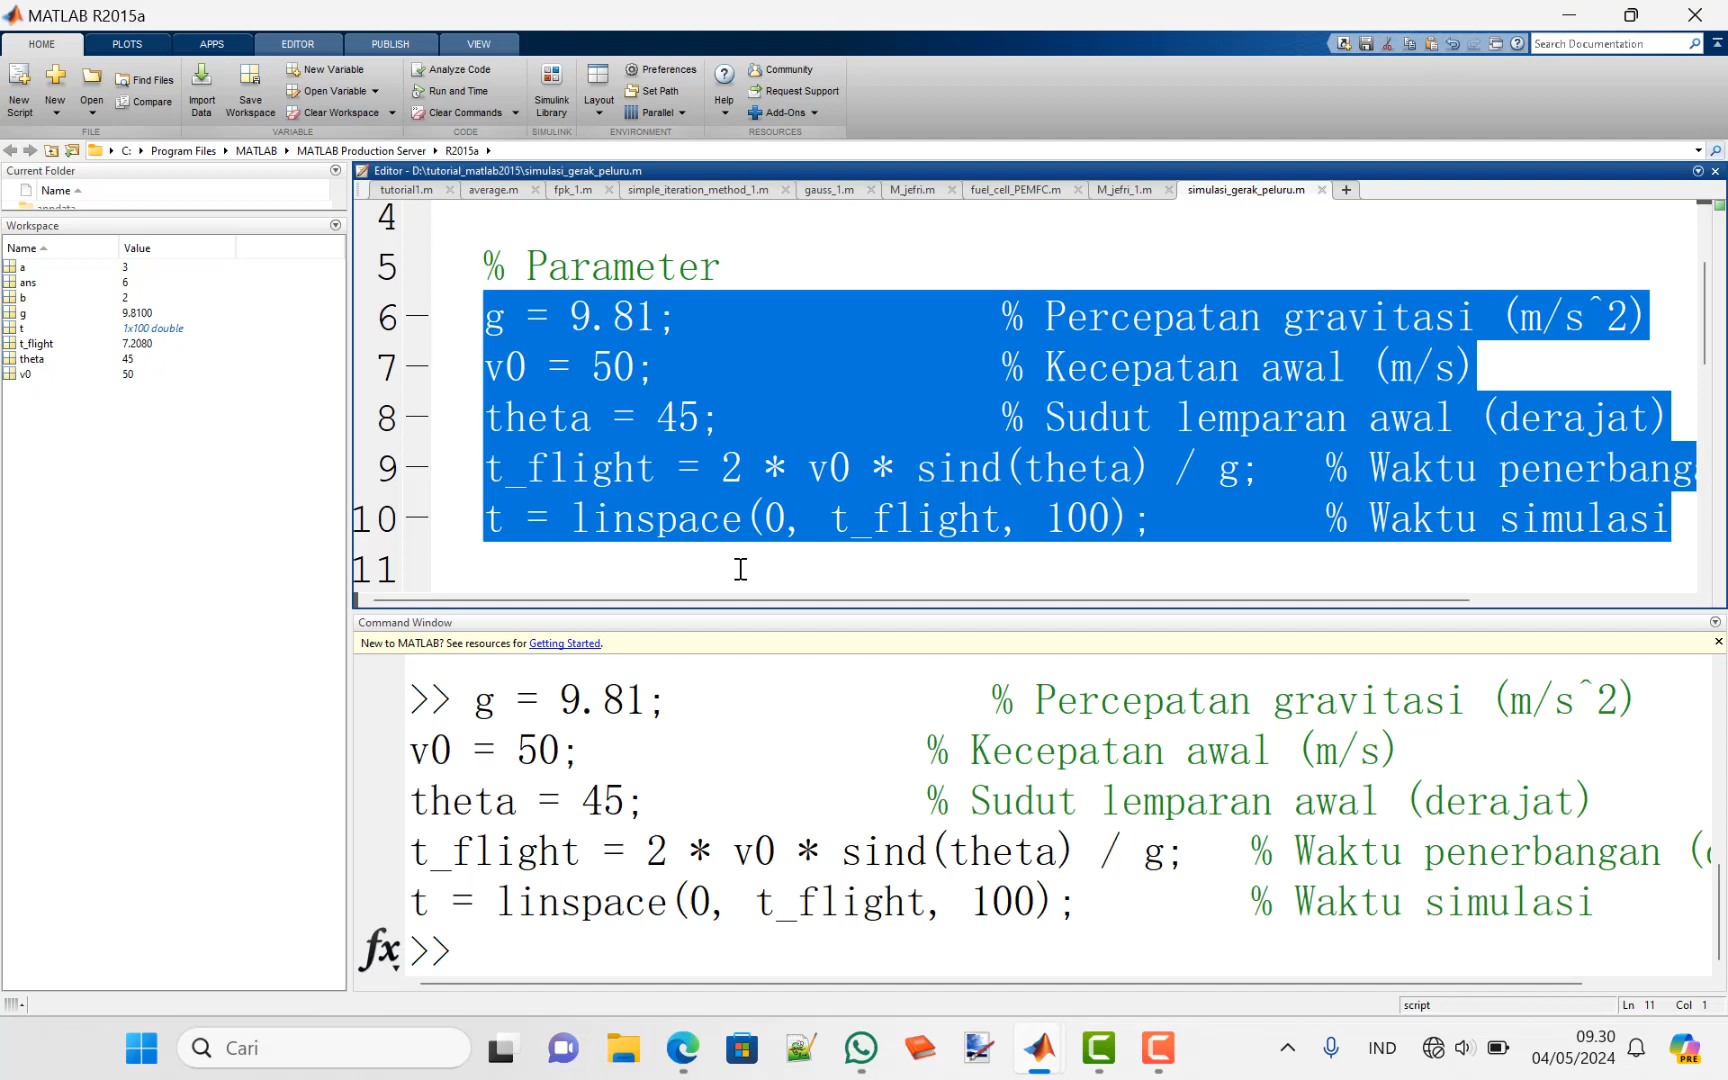 MATLAB R2015a
HOME PLOTS APPS EDITOR PUBLISH VIEW
Search Documentation
New Script
New
Open
Find Files
Compare
FILE
Import Data
Save Workspace
New Variable
Open Variable
Clear Workspace
VARIABLE
Analyze Code
Run and Time
Clear Commands
CODE
Simulink Library
SIMULINK
Layout
Preferences
Set Path
Parallel
ENVIRONMENT
Help
Community
Request Support
Add-Ons
RESOURCES
C: Program Files MATLAB MATLAB Production Server R2015a
Current Folder
Name
appdata
Workspace
Name Value
a 3
ans 6
b 2
g 9.8100
t 1x100 double
t_flight 7.2080
theta 45
v0 50
Editor - D:\tutorial_matlab2015\simulasi_gerak_peluru.m
tutorial1.m average.m fpk_1.m simple_iteration_method_1.m gauss_1.m M_jefri.m fuel_cell_PEMFC.m M_jefri_1.m simulasi_gerak_peluru.m
4
5 % Parameter
6 g = 9.81; % Percepatan gravitasi (m/s^2)
7 v0 = 50; % Kecepatan awal (m/s)
8 theta = 45; % Sudut lemparan awal (derajat)
9 t_flight = 2 * v0 * sind(theta) / g; % Waktu penerbanga
10 t = linspace(0, t_flight, 100); % Waktu simulasi
11
Command Window
New to MATLAB? See resources for Getting Started.
>> g = 9.81; % Percepatan gravitasi (m/s^2)
v0 = 50; % Kecepatan awal (m/s)
theta = 45; % Sudut lemparan awal (derajat)
t_flight = 2 * v0 * sind(theta) / g; % Waktu penerbangan (
t = linspace(0, t_flight, 100); % Waktu simulasi
fx >>
script Ln 11 Col 1
Cari
IND
09.30
04/05/2024
PRE